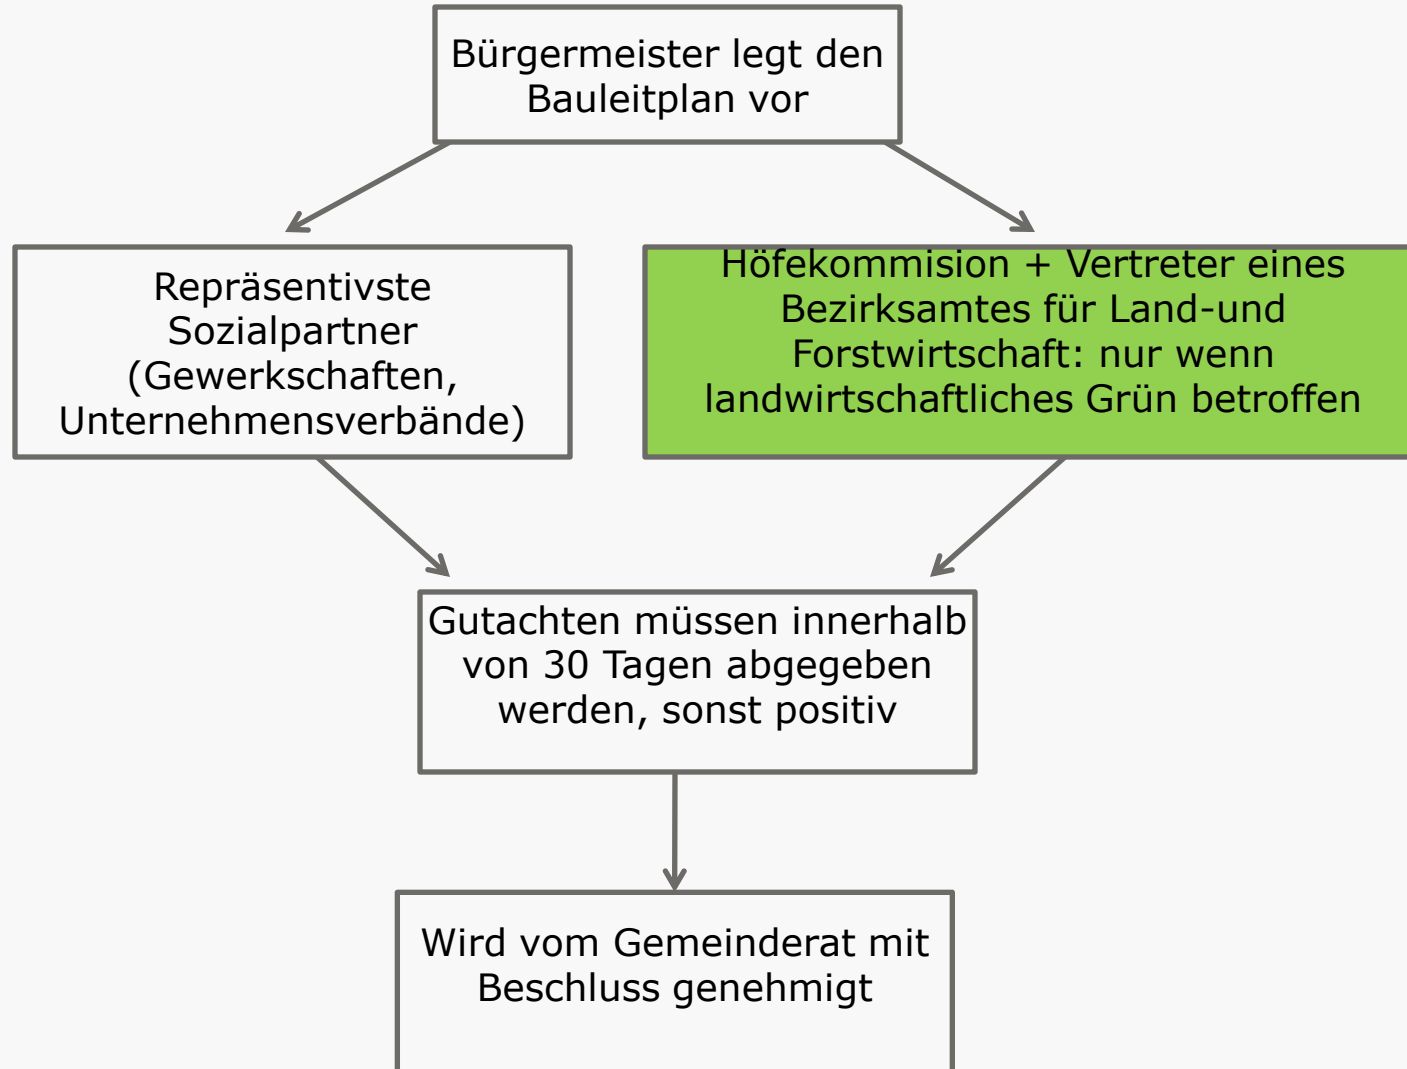 Bürgermeister legt den
Bauleitplan vor
Repräsentivste
Sozialpartner
(Gewerkschaften,
Unternehmensverbände)
Höfekommision + Vertreter eines
Bezirksamtes für Land-und
Forstwirtschaft: nur wenn
landwirtschaftliches Grün betroffen
Gutachten müssen innerhalb
von 30 Tagen abgegeben
werden, sonst positiv
Wird vom Gemeinderat mit
Beschluss genehmigt